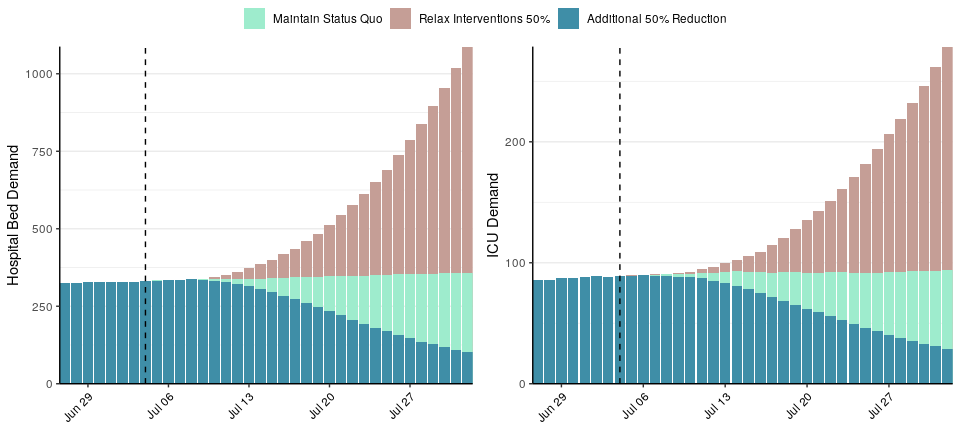 Maintain Status Quo Relax Interventions 50% Additional 50% Reduction
Hospital Bed Demand
1000
750
500
250
0
Jun 29 Jul 06 Jul 13 Jul 20 Jul 27
ICU Demand
200
100
0
Jun 29 Jul 06 Jul 13 Jul 20 Jul 27